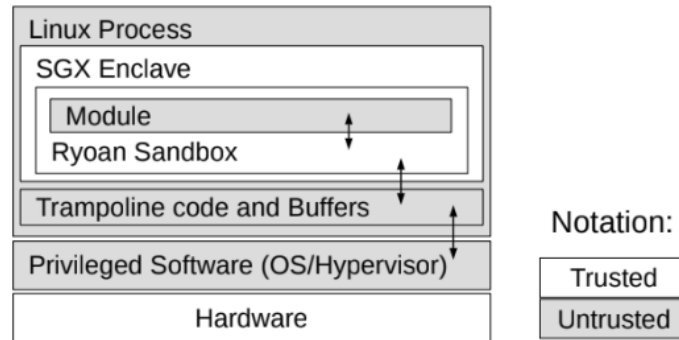 Linux Process
SGX Enclave
Module
Ryoan Sandbox
Trampoline code and Buffers
Privileged Software (OS/Hypervisor)
Hardware
Notation:
Trusted
Untrusted